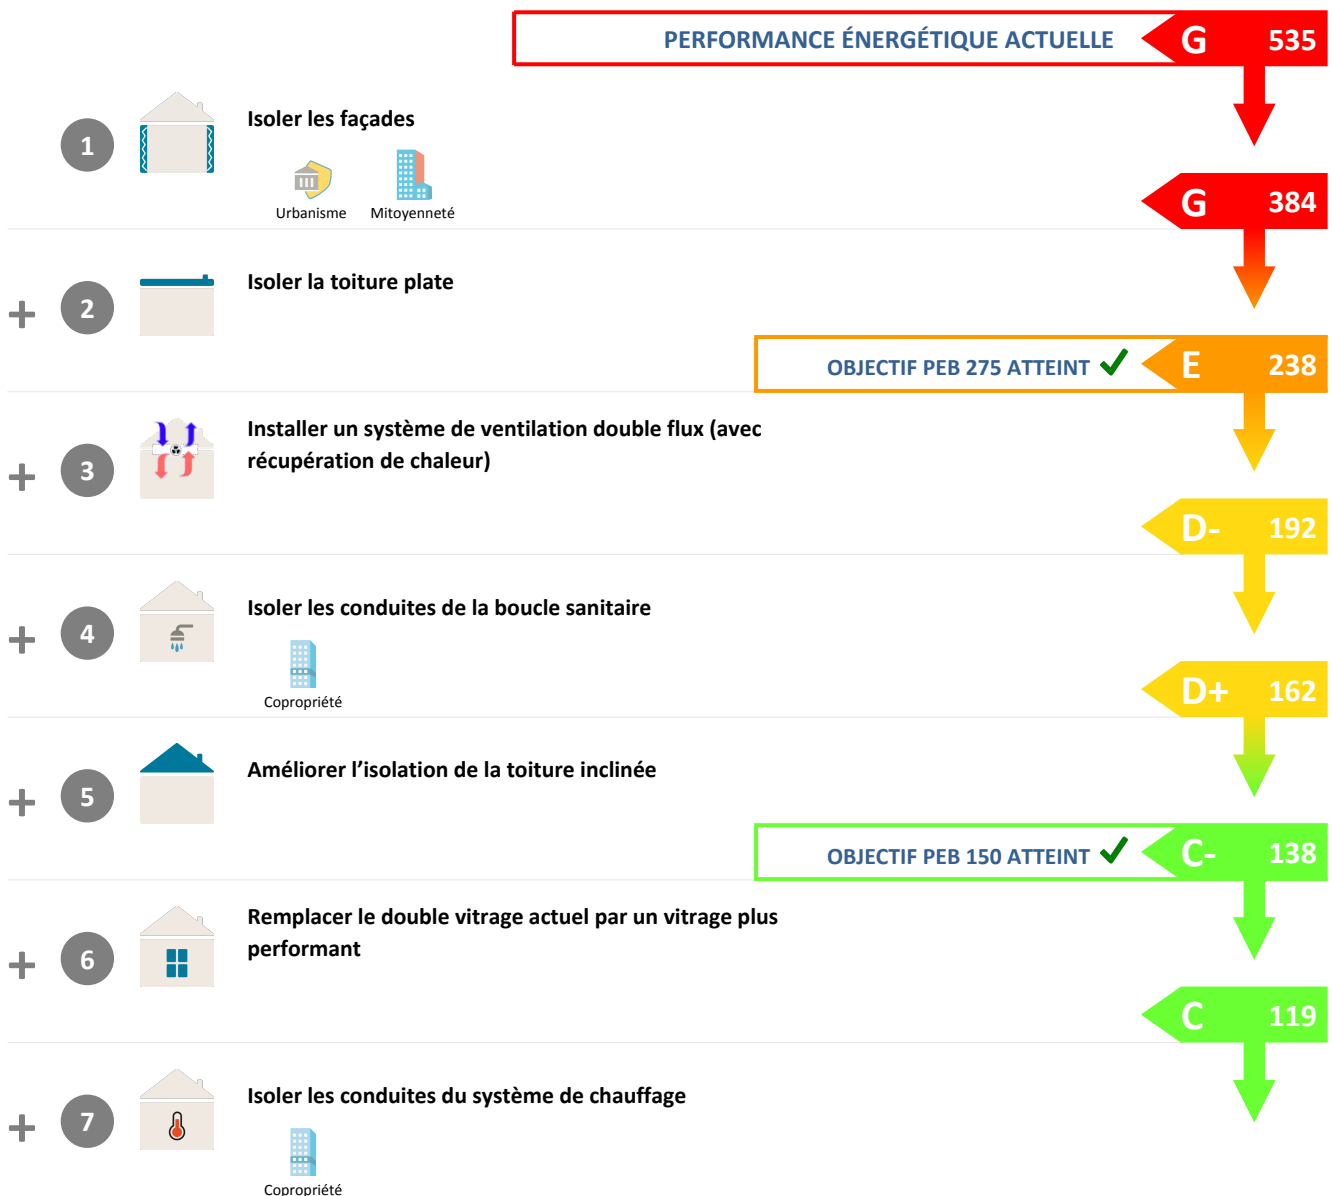 PERFORMANCE ÉNERGÉTIQUE ACTUELLE G 535
1 Isoler les façades
Urbanisme Mitoyenneté
G 384
+ 2 Isoler la toiture plate
OBJECTIF PEB 275 ATTEINT ✓ E 238
+ 3 Installer un système de ventilation double flux (avec
récupération de chaleur)
D- 192
+ 4 Isoler les conduites de la boucle sanitaire
Copropriété
D+ 162
+ 5 Améliorer l’isolation de la toiture inclinée
OBJECTIF PEB 150 ATTEINT ✓ C- 138
+ 6 Remplacer le double vitrage actuel par un vitrage plus
performant
C 119
+ 7 Isoler les conduites du système de chauffage
Copropriété